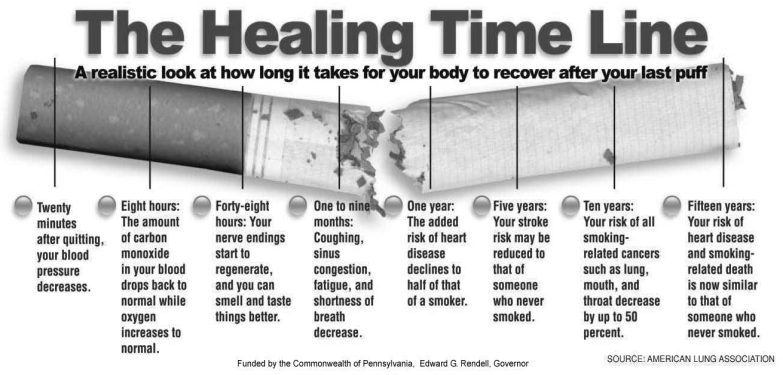 The Healing Time Line
A realistic look at how long it takes for your body to recover after your last puff
Twenty
minutes
after quitting,
your blood
pressure
decreases.
Eight hours:
The amount
of carbon
monoxide
in your blood
drops back to
normal while
oxygen
increases to
normal.
Forty-eight
hours: Your
nerve endings
start to
regenerate,
and you can
smell and taste
things better.
One to nine
months:
Coughing,
sinus
congestion,
fatigue, and
shortness of
breath
decrease.
One year:
The added
risk of heart
disease
declines to
half of that
of a smoker.
Five years:
Your stroke
risk may be
reduced to
that of
someone
who never
smoked.
Ten years:
Your risk of all
smoking-
related cancers
such as lung,
mouth, and
throat decrease
by up to 50
percent.
Fifteen years:
Your risk of
heart disease
and smoking-
related death
is now similar
to that of
someone who
never smoked.
Funded by the Commonwealth of Pennsylvania, Edward G. Rendell, Governor
SOURCE: AMERICAN LUNG ASSOCIATION